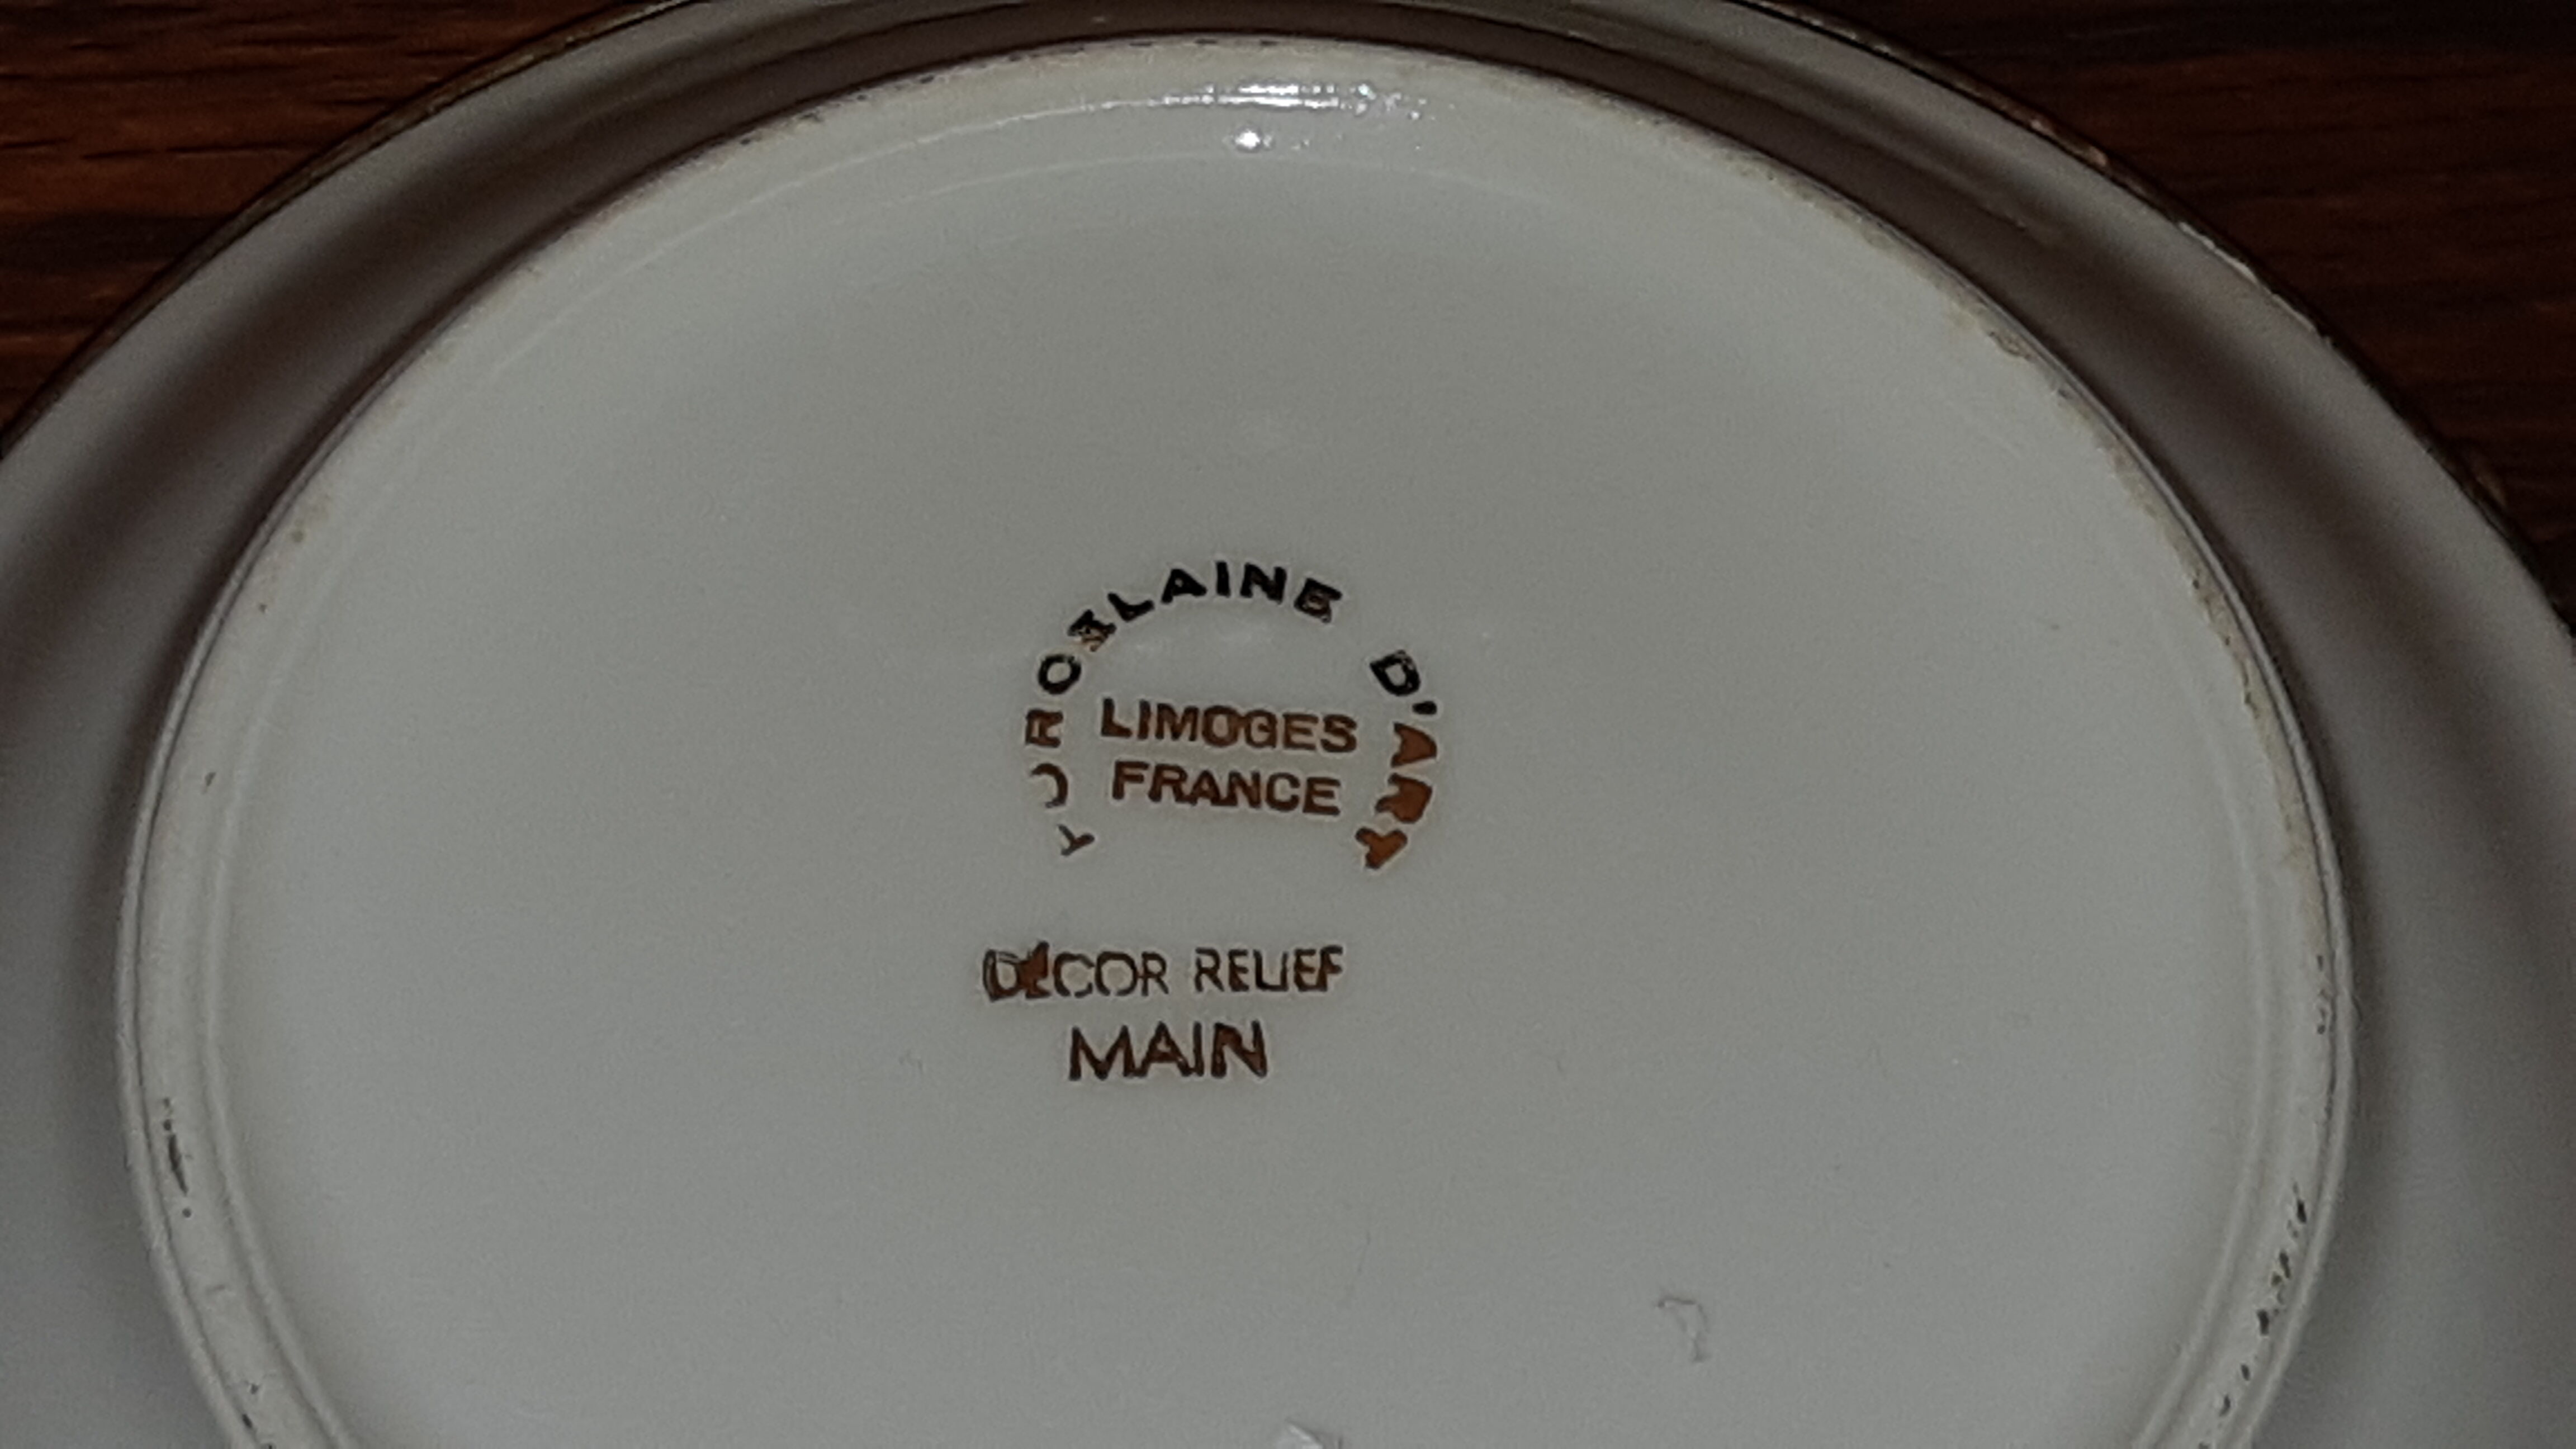 PORCELAINE D'ART
LIMOGES
FRANCE
DÉCOR RELIEF
MAIN